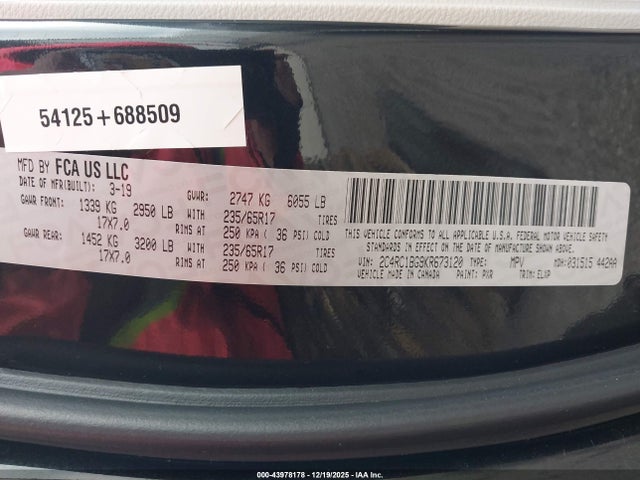 54125+688509
MFD BY FCA US LLC
DATE OF MFR(BUILT): 3-19 GVWR: 2747 KG 6055 LB
GAWR FRONT: 1339 KG 2950 LB WITH 235/65R17 TIRES
17X7.0 RIMS AT 250 KPA ( 36 PSI) COLD
GAWR REAR: 1452 KG 3200 LB WITH 235/65R17 TIRES
17X7.0 RIMS AT 250 KPA ( 36 PSI) COLD
THIS VEHICLE CONFORMS TO ALL APPLICABLE U.S.A. FEDERAL MOTOR VEHICLE SAFETY
STANDARDS IN EFFECT ON THE DATE OF MANUFACTURE SHOWN ABOVE.
VIN: 2C4RC1BG9KR673120 TYPE: MPV MDH: 031515 442AA
VEHICLE MADE IN CANADA PAINT: PXR TRIM: ELXP
000-43978178 - 12/19/2025 - IAA Inc.